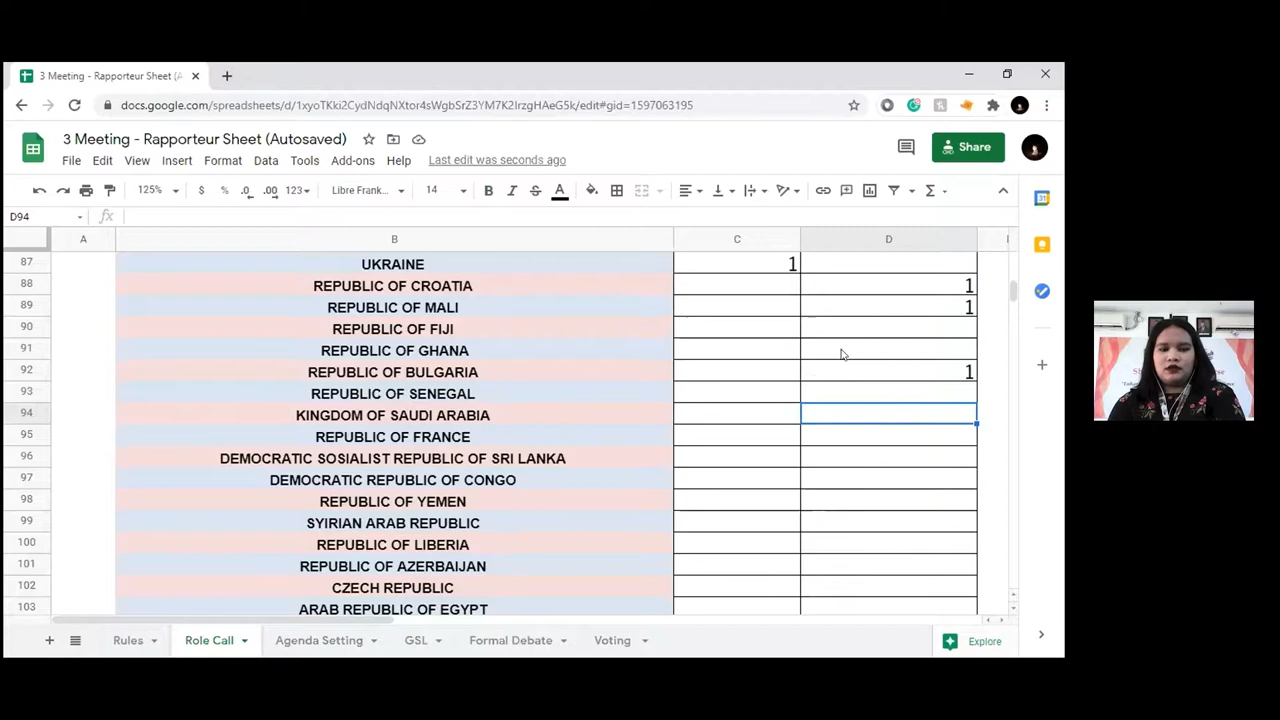 3 Meeting - Rapporteur Sheet (A
docs.google.com/spreadsheets/d/1xyoTKki2CydNdqNXtor4sWgbSrZ3YM7K2IrzgHAeG5k/edit#gid=1597063195
3 Meeting - Rapporteur Sheet (Autosaved)
Share
File Edit View Insert Format Data Tools Add-ons Help Last edit was seconds ago
125% $ % .0 .00 123 Libre Frank... 14 B I S A
D94 fx
A B C D
87 UKRAINE 1
88 REPUBLIC OF CROATIA 1
89 REPUBLIC OF MALI 1
90 REPUBLIC OF FIJI
91 REPUBLIC OF GHANA
92 REPUBLIC OF BULGARIA 1
93 REPUBLIC OF SENEGAL
94 KINGDOM OF SAUDI ARABIA
95 REPUBLIC OF FRANCE
96 DEMOCRATIC SOSIALIST REPUBLIC OF SRI LANKA
97 DEMOCRATIC REPUBLIC OF CONGO
98 REPUBLIC OF YEMEN
99 SYIRIAN ARAB REPUBLIC
100 REPUBLIC OF LIBERIA
101 REPUBLIC OF AZERBAIJAN
102 CZECH REPUBLIC
103 ARAB REPUBLIC OF EGYPT
Rules Role Call Agenda Setting GSL Formal Debate Voting Explore